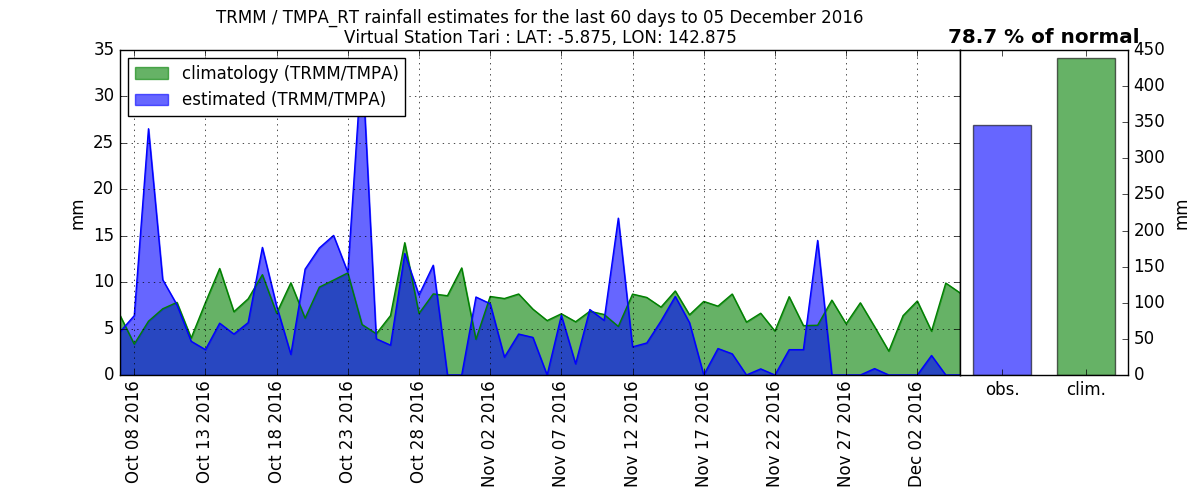 TRMM / TMPA_RT rainfall estimates for the last 60 days to 05 December 2016
Virtual Station Tari : LAT: -5.875, LON: 142.875
78.7 % of normal
climatology (TRMM/TMPA)
estimated (TRMM/TMPA)
mm
35
30
25
20
15
10
5
0
Oct 08 2016
Oct 13 2016
Oct 18 2016
Oct 23 2016
Oct 28 2016
Nov 02 2016
Nov 07 2016
Nov 12 2016
Nov 17 2016
Nov 22 2016
Nov 27 2016
Dec 02 2016
obs.
clim.
450
400
350
300
250
200
150
100
50
0
mm